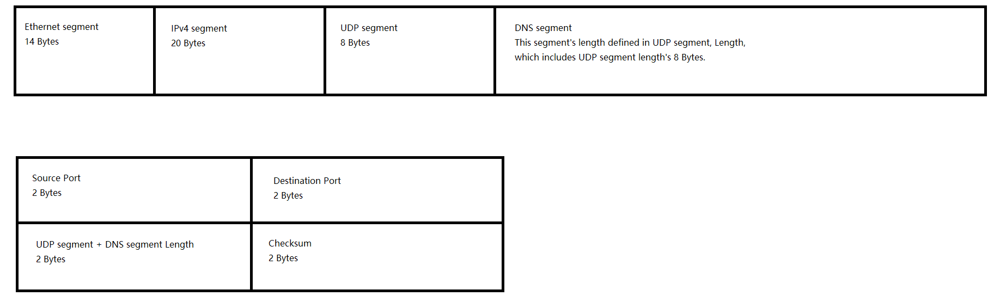 Ethernet segment
14 Bytes
IPv4 segment
20 Bytes
UDP segment
8 Bytes
DNS segment
This segment's length defined in UDP segment, Length,
which includes UDP segment length's 8 Bytes.
Source Port
2 Bytes
Destination Port
2 Bytes
UDP segment + DNS segment Length
2 Bytes
Checksum
2 Bytes